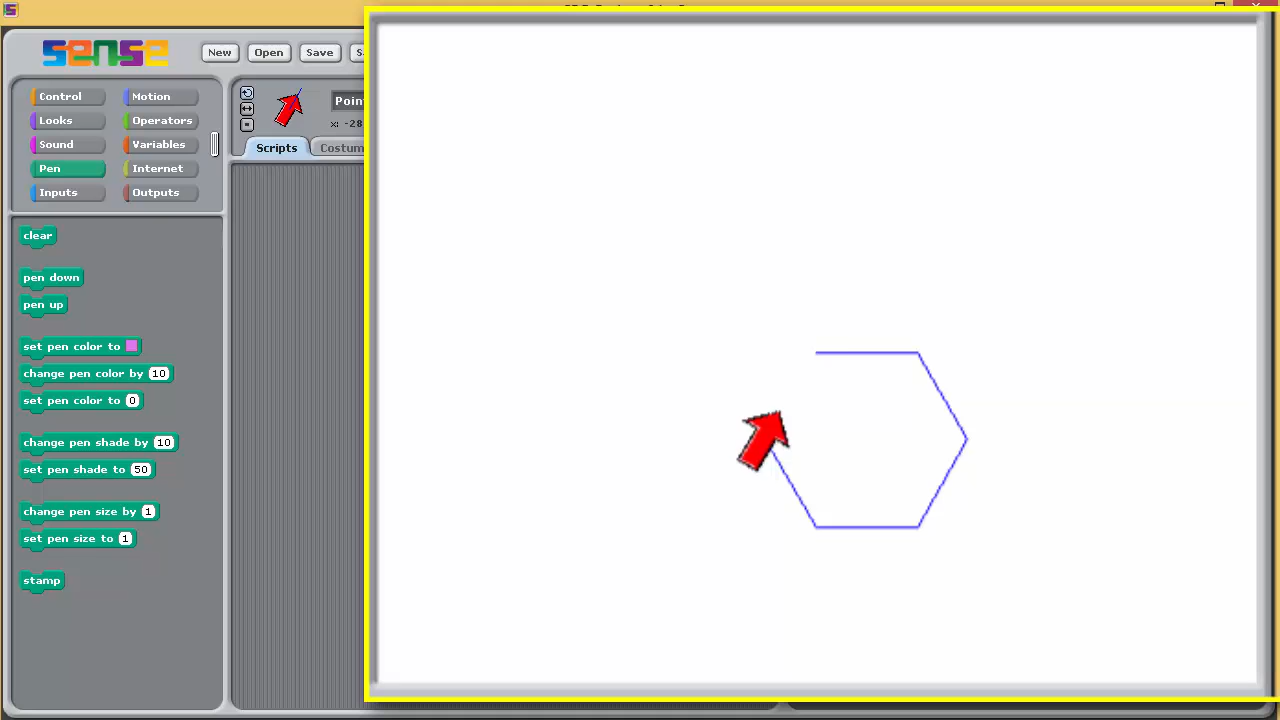 sense
New Open Save
Control Motion
Looks Operators
Sound Variables
Pen Internet
Inputs Outputs
x: -28
Scripts
clear
pen down
pen up
set pen color to
change pen color by 10
set pen color to 0
change pen shade by 10
set pen shade to 50
change pen size by 1
set pen size to 1
stamp